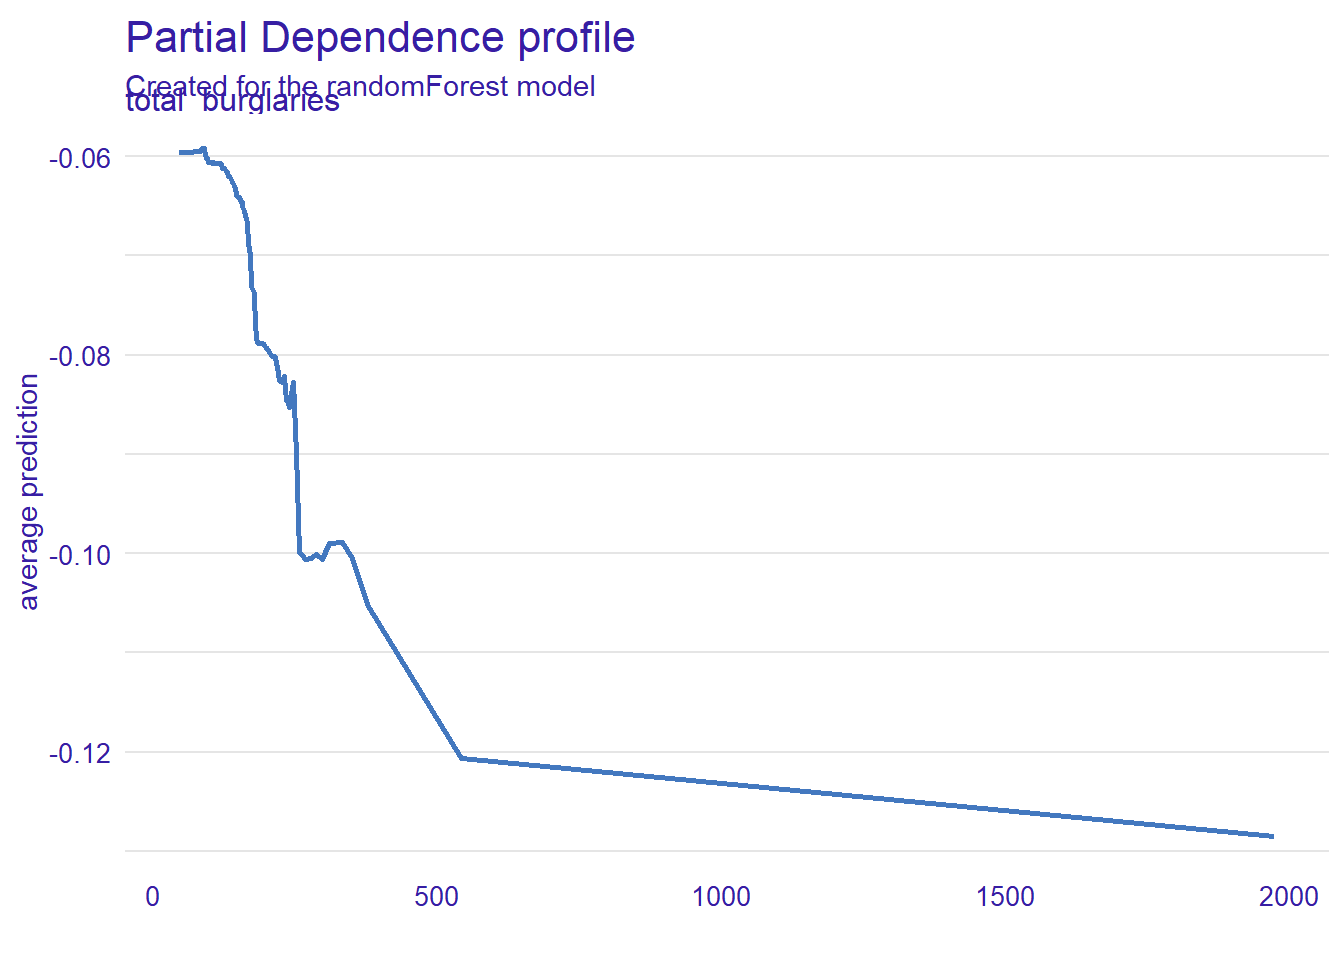 Partial Dependence profile
Created for the randomForest model
total_burglaries
-0.06
-0.08
-0.10
-0.12
average prediction
0 500 1000 1500 2000